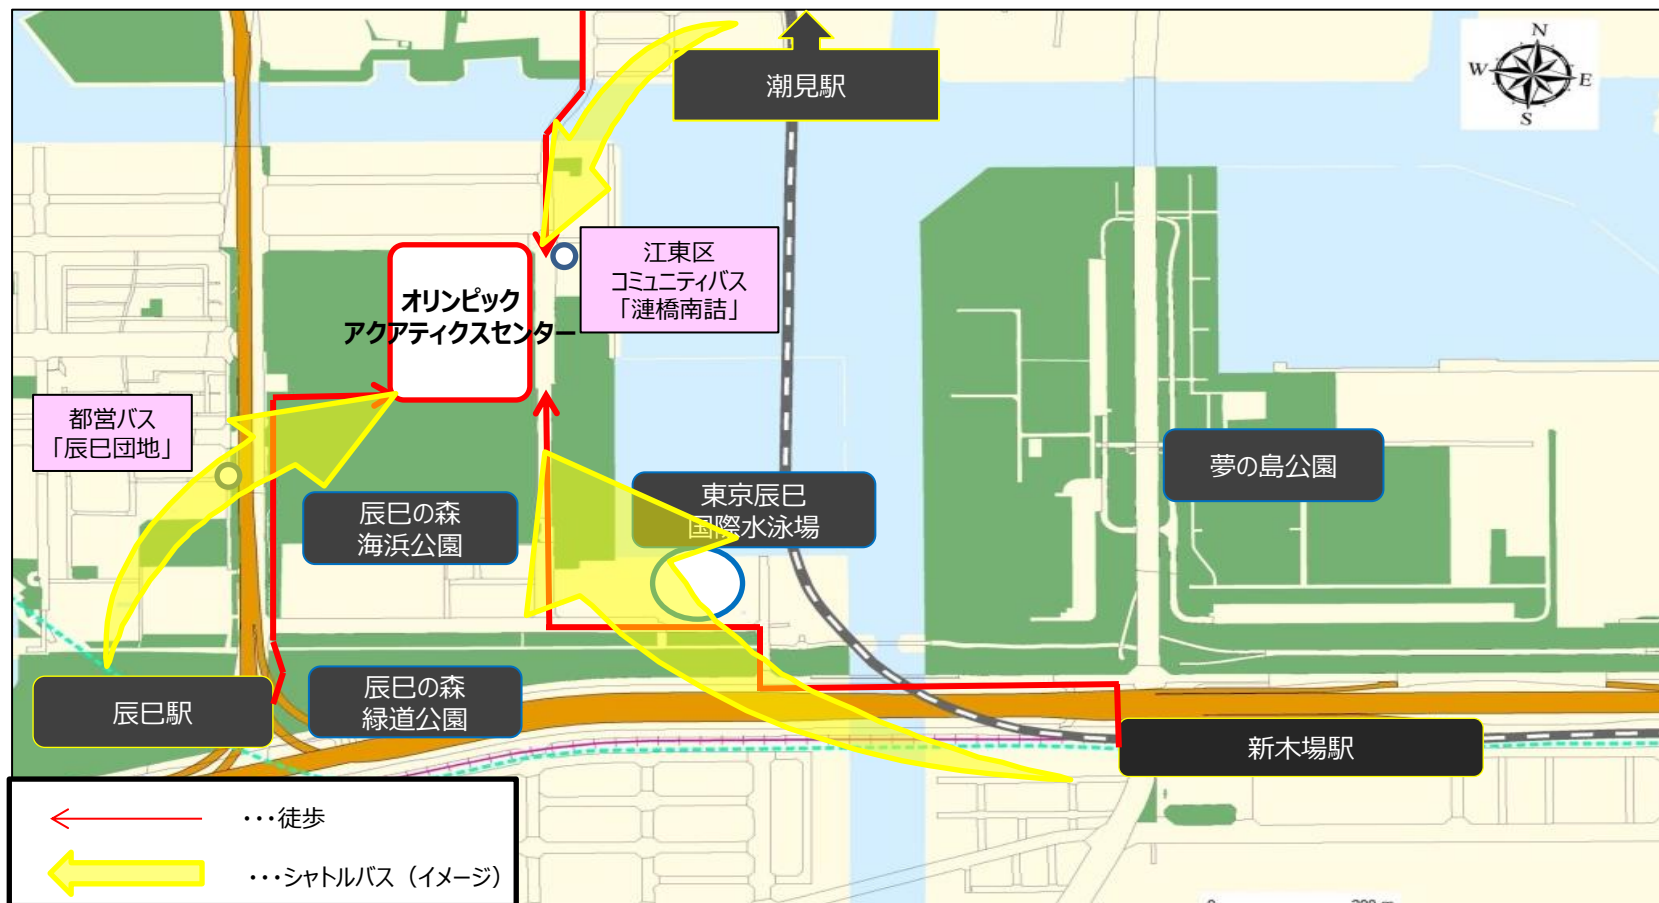 潮見駅
N
W
E
S
江東区
コミュニティバス
「漣橋南詰」
オリンピック
アクアティクスセンター
都営バス
「辰巳団地」
夢の島公園
東京辰巳
国際水泳場
辰巳の森
海浜公園
辰巳の森
緑道公園
辰巳駅
新木場駅
・・・徒歩
・・・シャトルバス（イメージ）